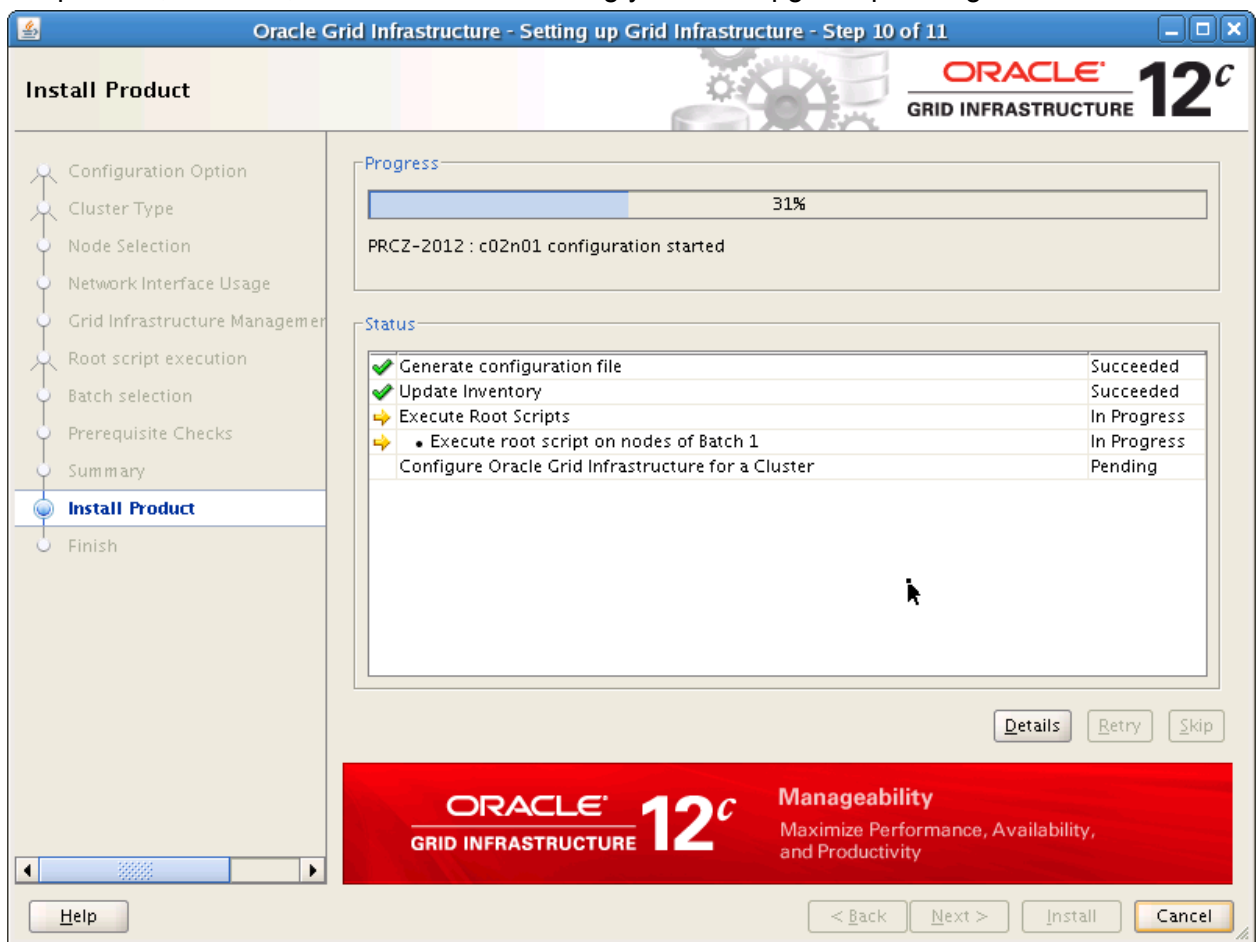 Oracle Grid Infrastructure - Setting up Grid Infrastructure - Step 10 of 11
Install Product
ORACLE
GRID INFRASTRUCTURE
12c
Configuration Option
Cluster Type
Node Selection
Network Interface Usage
Grid Infrastructure Managemer
Root script execution
Batch selection
Prerequisite Checks
Summary
Install Product
Finish
Progress
31%
PRCZ-2012 : c02n01 configuration started
Status
Generate configuration file Succeeded
Update Inventory Succeeded
Execute Root Scripts In Progress
• Execute root script on nodes of Batch 1 In Progress
Configure Oracle Grid Infrastructure for a Cluster Pending
Details Retry Skip
ORACLE
GRID INFRASTRUCTURE
12c
Manageability
Maximize Performance, Availability,
and Productivity
Help < Back Next > Install Cancel